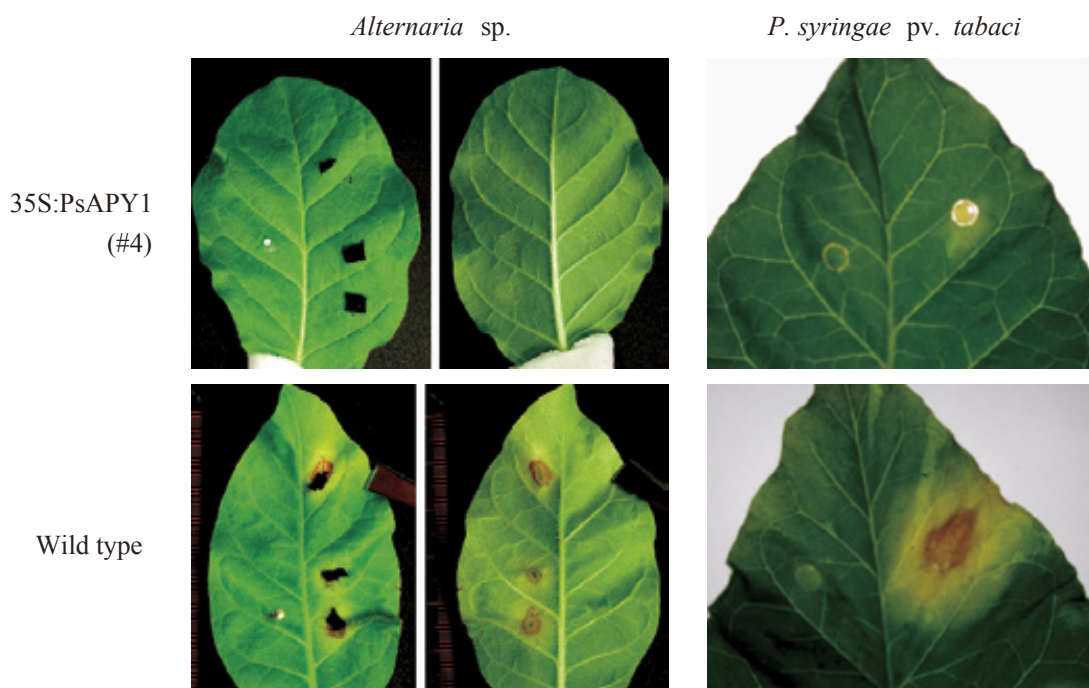 Alternaria sp.
P. syringae pv. tabaci
35S:PsAPY1
(#4)
Wild type